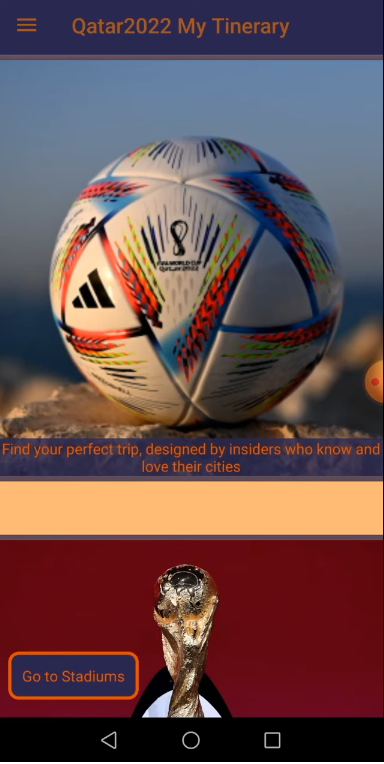 Qatar2022 My Tinerary
FIFA WORLD CUP
Qatar2022
Find your perfect trip, designed by insiders who know and
love their cities
Go to Stadiums